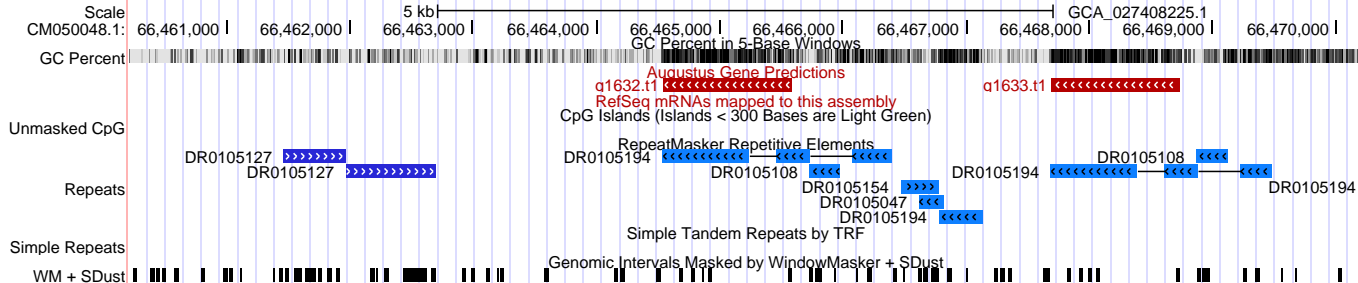 Scale 5 kb GCA_027408225.1
CM050048.1: 66,461,000 66,462,000 66,463,000 66,464,000 66,465,000 66,466,000 66,467,000 66,468,000 66,469,000 66,470,000
GC Percent in 5-Base Windows
GC Percent
Augustus Gene Predictions
g1632.t1 g1633.t1
RefSeq mRNAs mapped to this assembly
CpG Islands (Islands < 300 Bases are Light Green)
Unmasked CpG
RepeatMasker Repetitive Elements
DR0105127 DR0105194 DR0105108
DR0105127 DR0105108 DR0105194
Repeats DR0105154 DR0105194
DR0105047
DR0105194
Simple Tandem Repeats by TRF
Simple Repeats
Genomic Intervals Masked by WindowMasker + SDust
WM + SDust